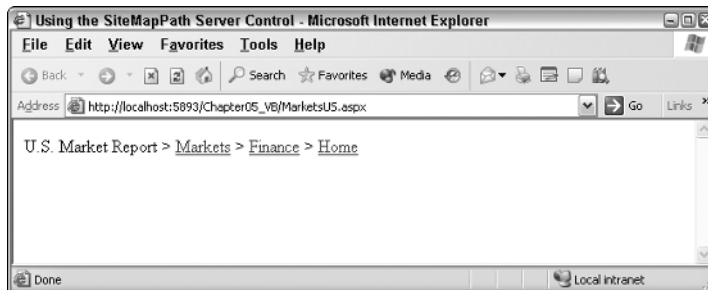 Using the SiteMapPath Server Control - Microsoft Internet Explorer
File Edit View Favorites Tools Help
Back Search Favorites Media
Address http://localhost:5893/Chapter05_VB/MarketsUS.aspx Go Links »
U.S. Market Report > Markets > Finance > Home
Done Local intranet